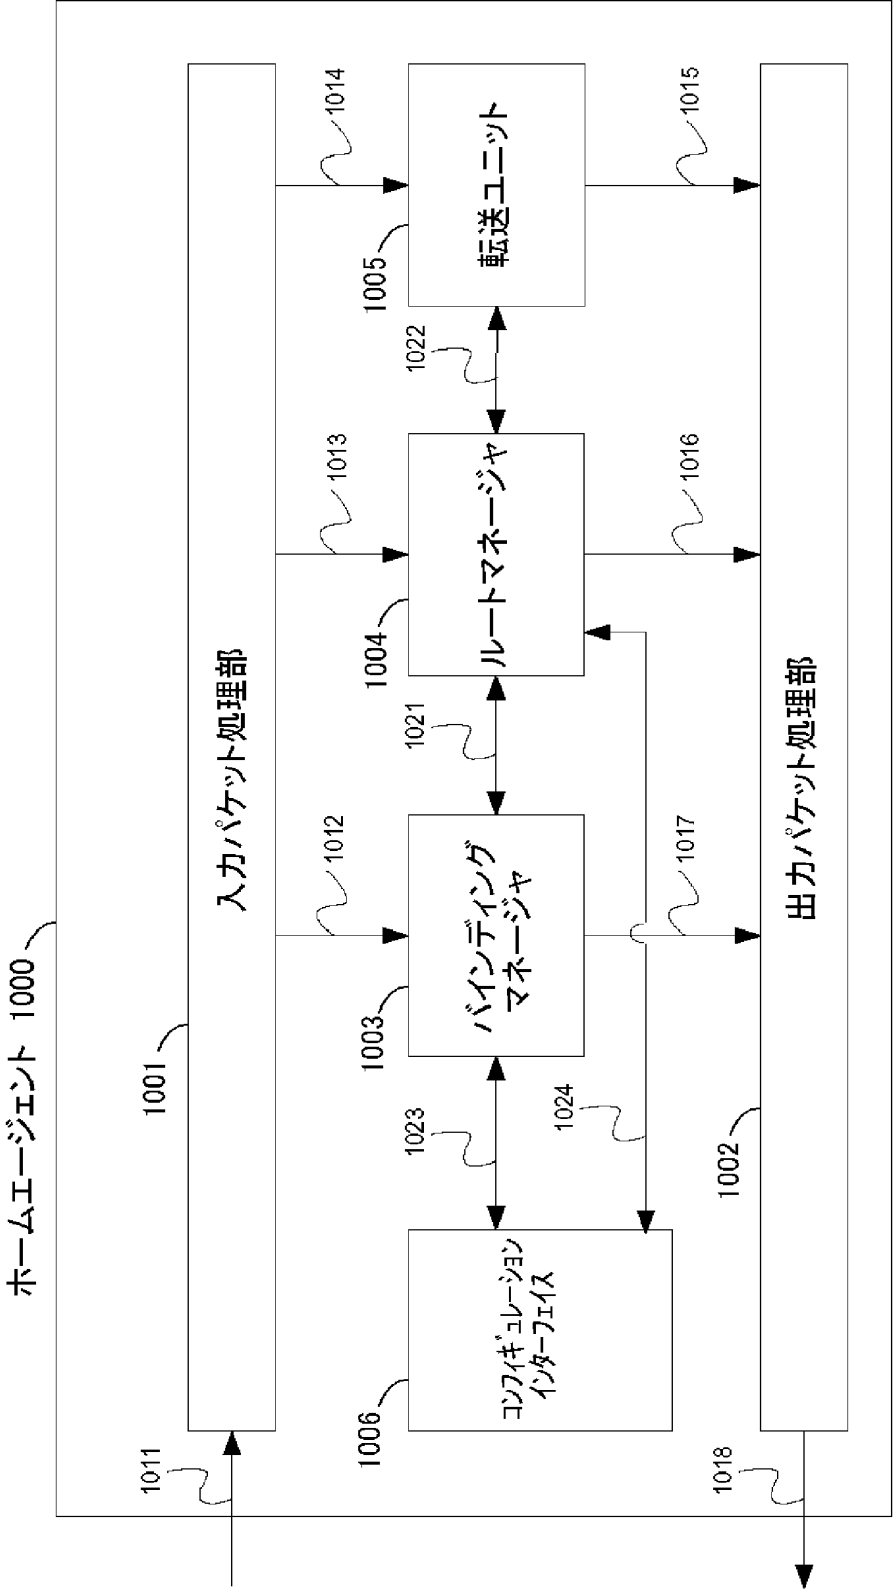 ホームエージェント 1000
1011
1001
入力パケット処理部
1012
1013
1014
1006
コンフィギュレーション
インターフェイス
1023
1003
バインディング
マネージャ
1021
1004
ルートマネージャ
1022
1005
転送ユニット
1024
1017
1016
1015
1018
1002
出力パケット処理部